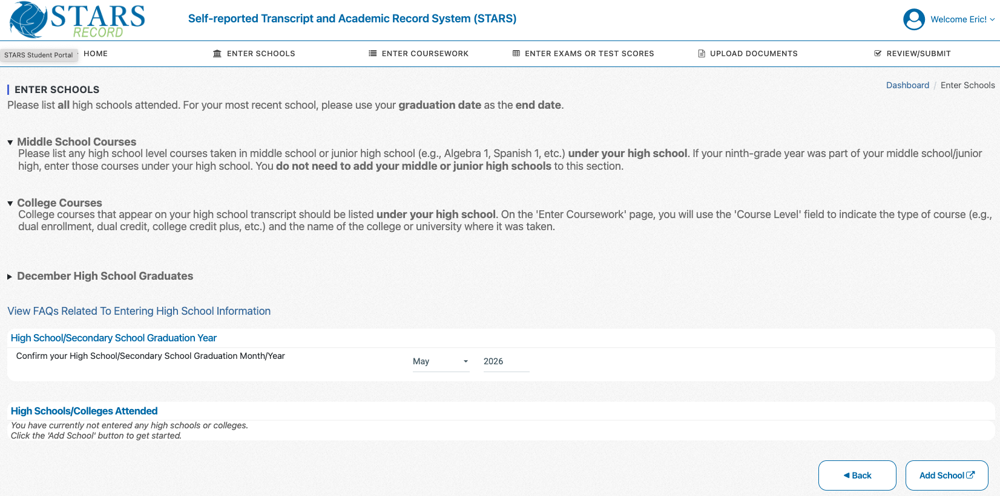 STARS
RECORD
Self-reported Transcript and Academic Record System (STARS)
Welcome Eric!
STARS Student Portal
HOME
ENTER SCHOOLS
ENTER COURSEWORK
ENTER EXAMS OR TEST SCORES
UPLOAD DOCUMENTS
REVIEW/SUBMIT
Dashboard / Enter Schools
ENTER SCHOOLS
Please list all high schools attended. For your most recent school, please use your graduation date as the end date.
Middle School Courses
Please list any high school level courses taken in middle school or junior high school (e.g., Algebra 1, Spanish 1, etc.) under your high school. If your ninth-grade year was part of your middle school/junior
high, enter those courses under your high school. You do not need to add your middle or junior high schools to this section.
College Courses
College courses that appear on your high school transcript should be listed under your high school. On the 'Enter Coursework' page, you will use the 'Course Level' field to indicate the type of course (e.g.,
dual enrollment, dual credit, college credit plus, etc.) and the name of the college or university where it was taken.
December High School Graduates
View FAQs Related To Entering High School Information
High School/Secondary School Graduation Year
Confirm your High School/Secondary School Graduation Month/Year
May
2026
High Schools/Colleges Attended
You have currently not entered any high schools or colleges.
Click the 'Add School' button to get started.
Back
Add School